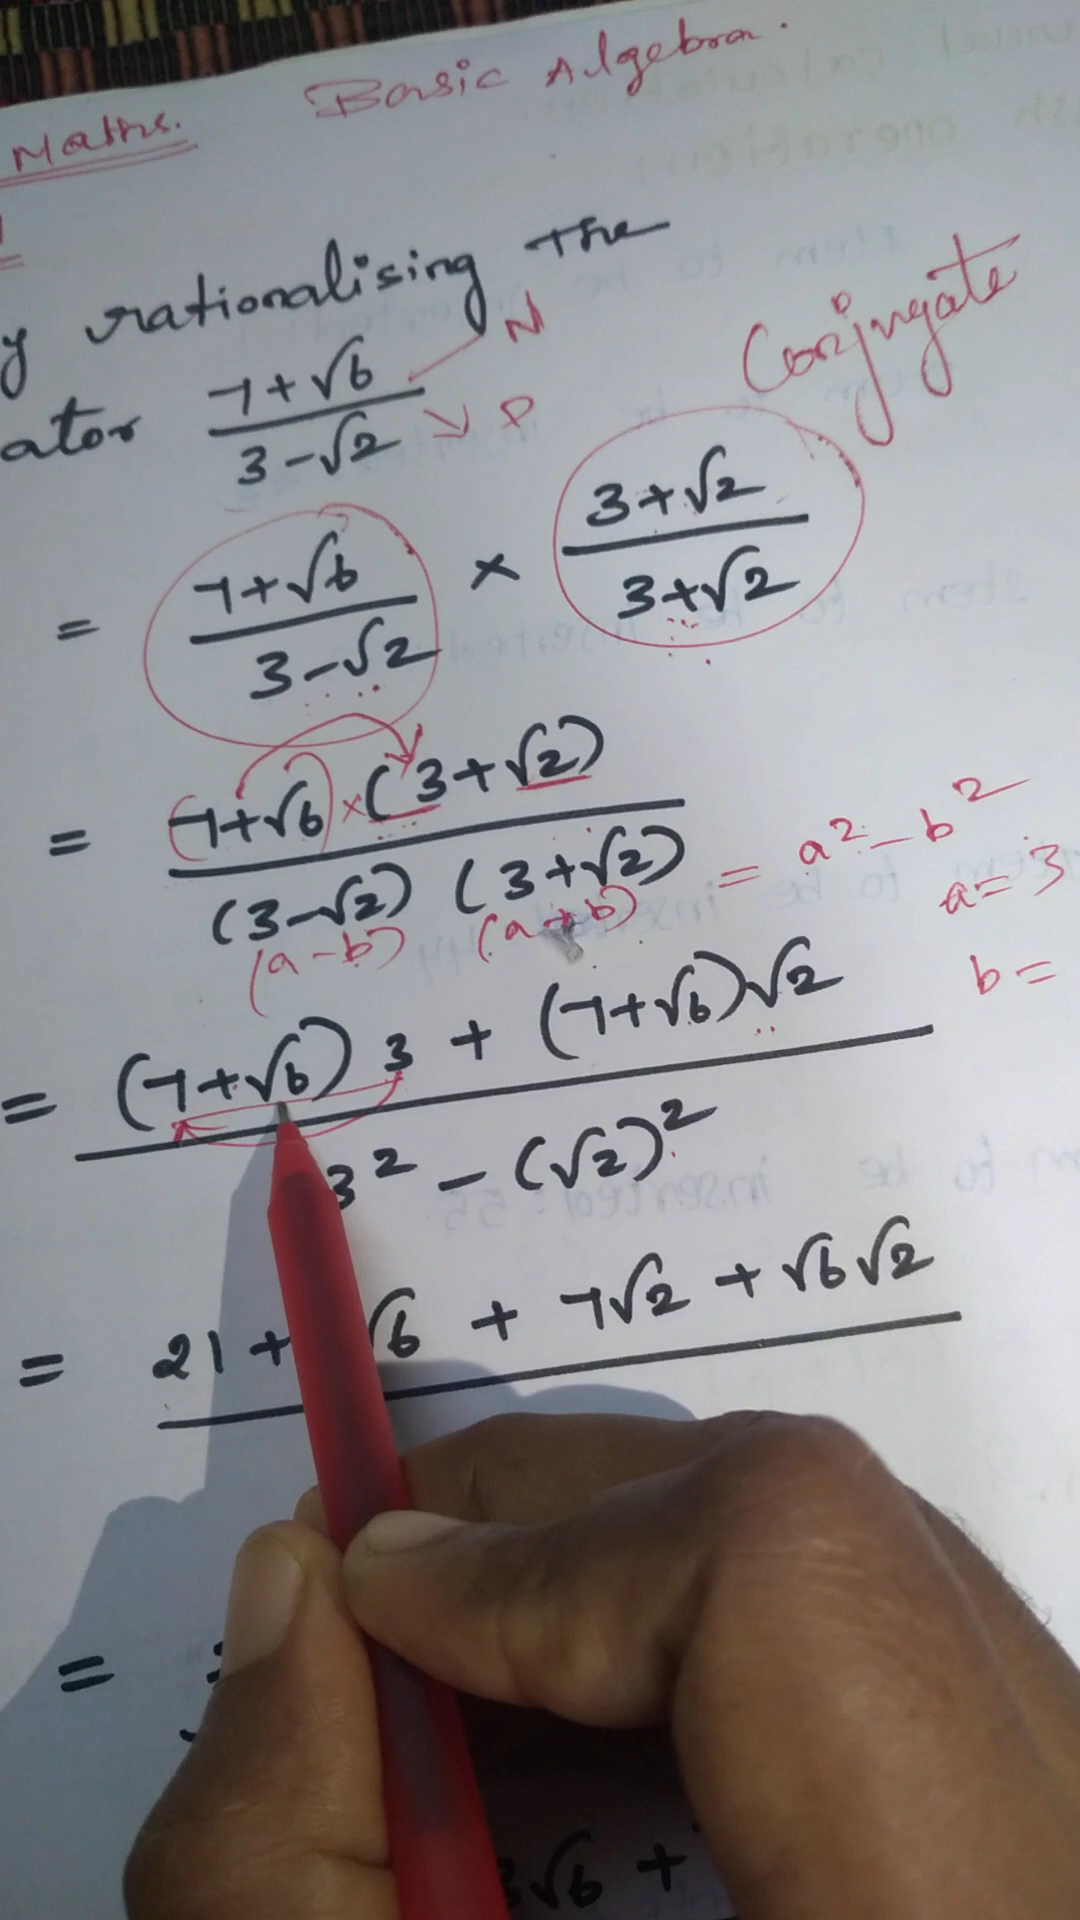 Maths. Basic Algebra.
y rationalising the
ator 7+√6 / 3-√2 N D
Conjugate
= 7+√6 / 3-√2 × 3+√2 / 3+√2
= (7+√6) × (3+√2) / (3-√2) (3+√2) = a² - b²
(a-b) (a+b) a = 3
b =
= (7+√6) 3 + (7+√6)√2 / 3² - (√2)²
= 21 + √6 + 7√2 + √6√2
=
3√6 +